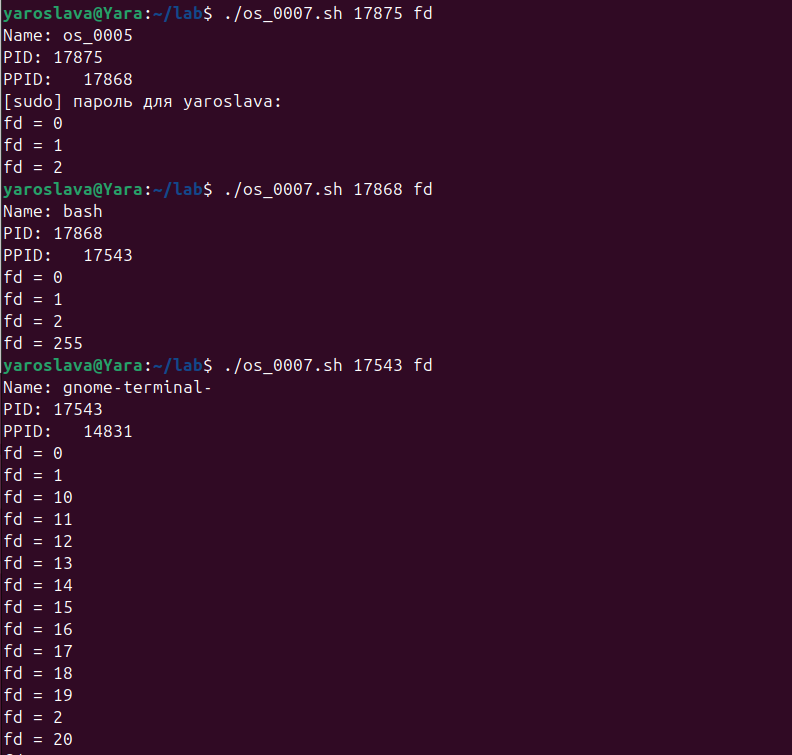 yaroslava@Yara:~/lab$ ./os_0007.sh 17875 fd
Name: os_0005
PID: 17875
PPID:   17868
[sudo] пароль для yaroslava:
fd = 0
fd = 1
fd = 2
yaroslava@Yara:~/lab$ ./os_0007.sh 17868 fd
Name: bash
PID: 17868
PPID:   17543
fd = 0
fd = 1
fd = 2
fd = 255
yaroslava@Yara:~/lab$ ./os_0007.sh 17543 fd
Name: gnome-terminal-
PID: 17543
PPID:   14831
fd = 0
fd = 1
fd = 10
fd = 11
fd = 12
fd = 13
fd = 14
fd = 15
fd = 16
fd = 17
fd = 18
fd = 19
fd = 2
fd = 20